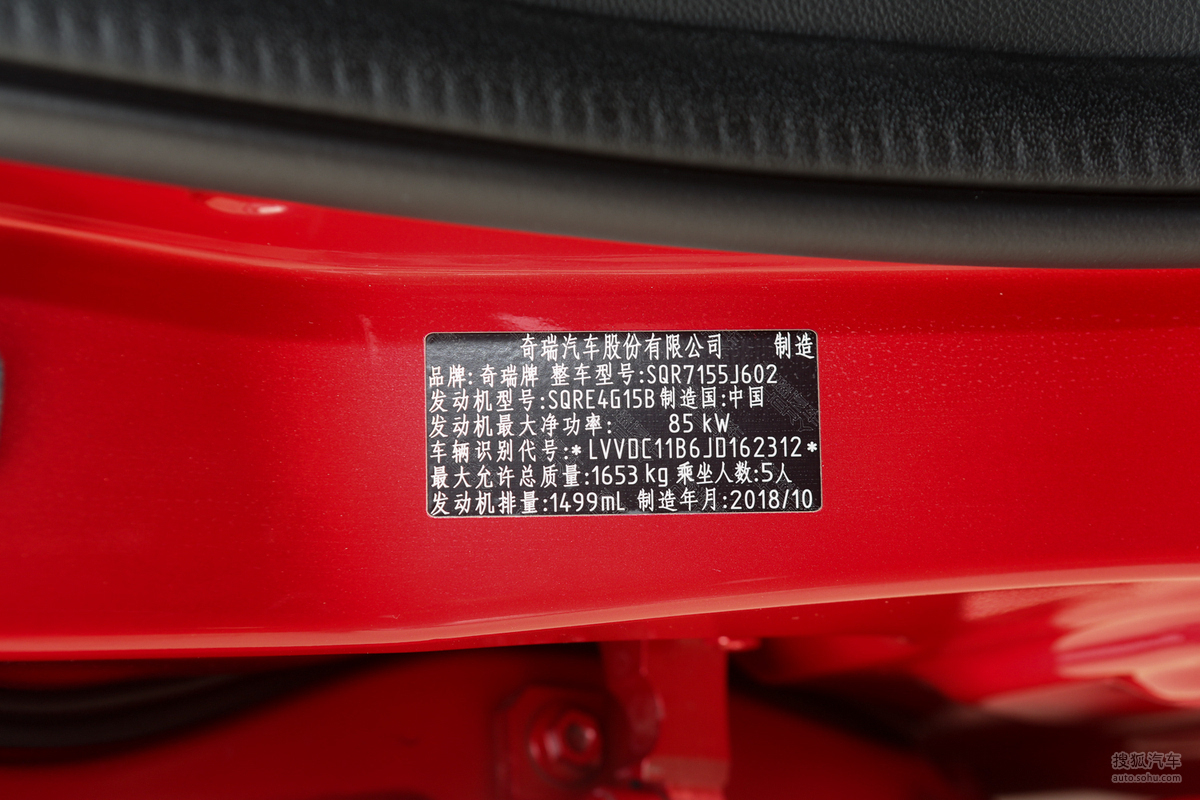 奇瑞汽车股份有限公司 制造
品牌:奇瑞牌 整车型号:SQR7155J602
发动机型号:SQRE4G15B 制造国:中国
发动机最大净功率: 85 kW
车辆识别代号:*LVVDC11B6JD162312*
最大允许总质量:1653 kg 乘坐人数:5人
发动机排量:1499mL 制造年月:2018/10
搜狐汽车
auto.sohu.com